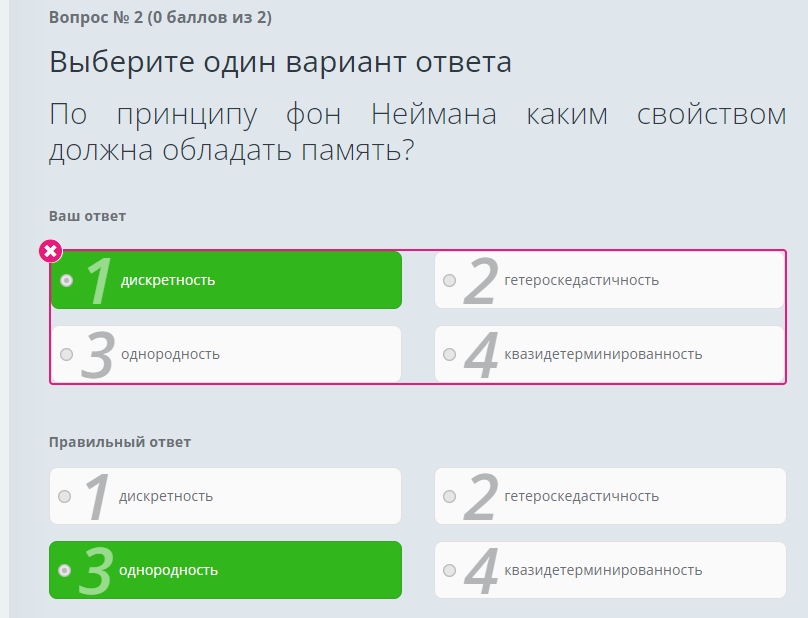 Вопрос № 2 (0 баллов из 2)
Выберите один вариант ответа
По принципу фон Неймана каким свойством
должна обладать память?
Ваш ответ
1 дискретность
2 гетероскедастичность
3 однородность
4 квазидетерминированность
Правильный ответ
1 дискретность
2 гетероскедастичность
3 однородность
4 квазидетерминированность